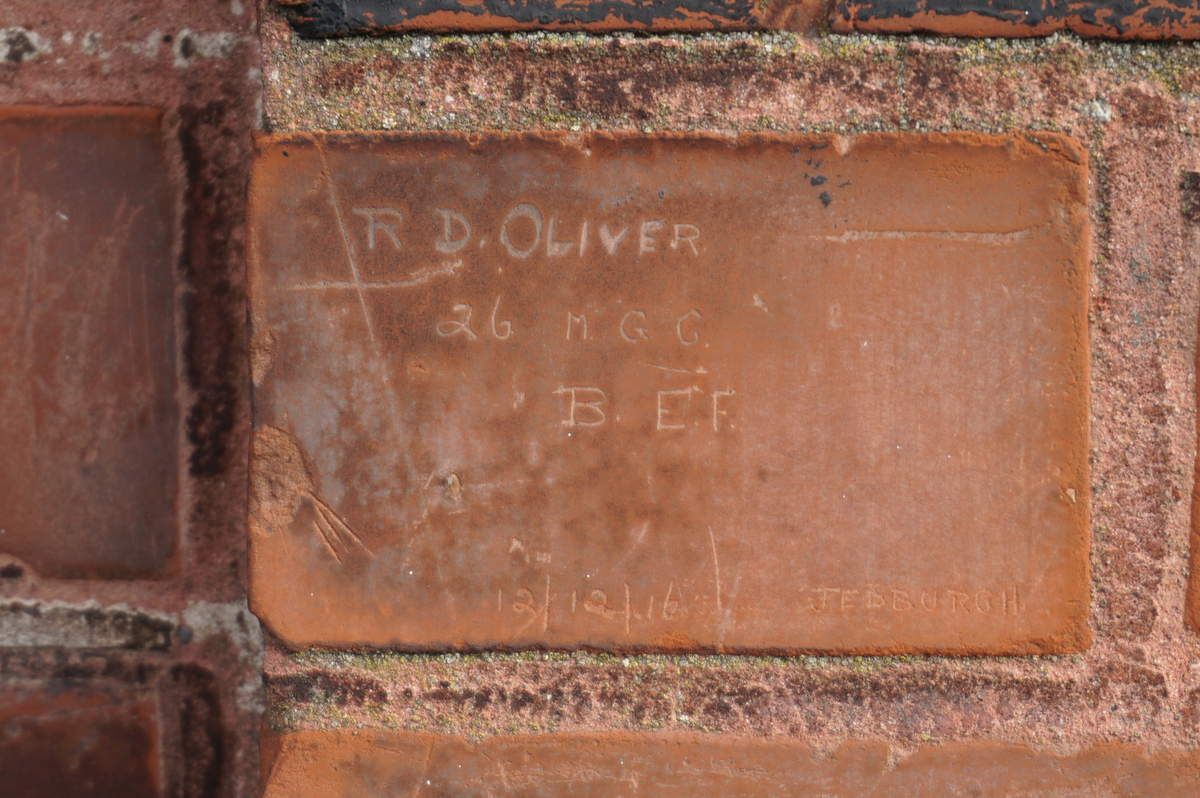 R D. OLIVER
26 M G C.
B. E.F.
12/12/16 JEDBURGH